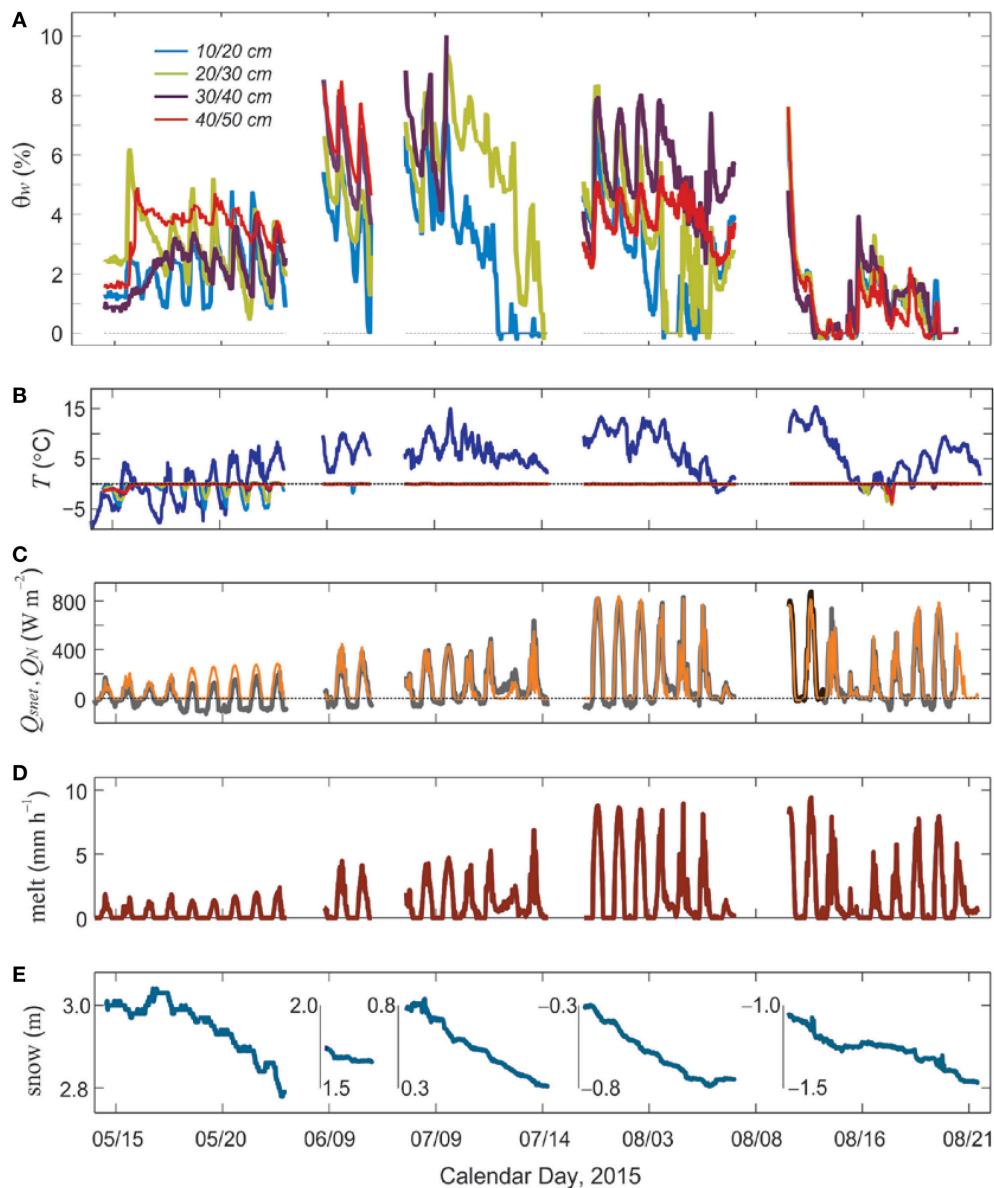 A
10
8
6
4
2
0
θw (%)
10/20 cm
20/30 cm
30/40 cm
40/50 cm
B
15
5
−5
T (°C)
C
800
400
0
Qsnet, QN (W m−2)
D
10
5
0
melt (mm h−1)
E
3.0
2.8
snow (m)
2.0
1.5
0.8
0.3
−0.3
−0.8
−1.0
−1.5
05/15 05/20 06/09 07/09 07/14 08/03 08/08 08/16 08/21
Calendar Day, 2015